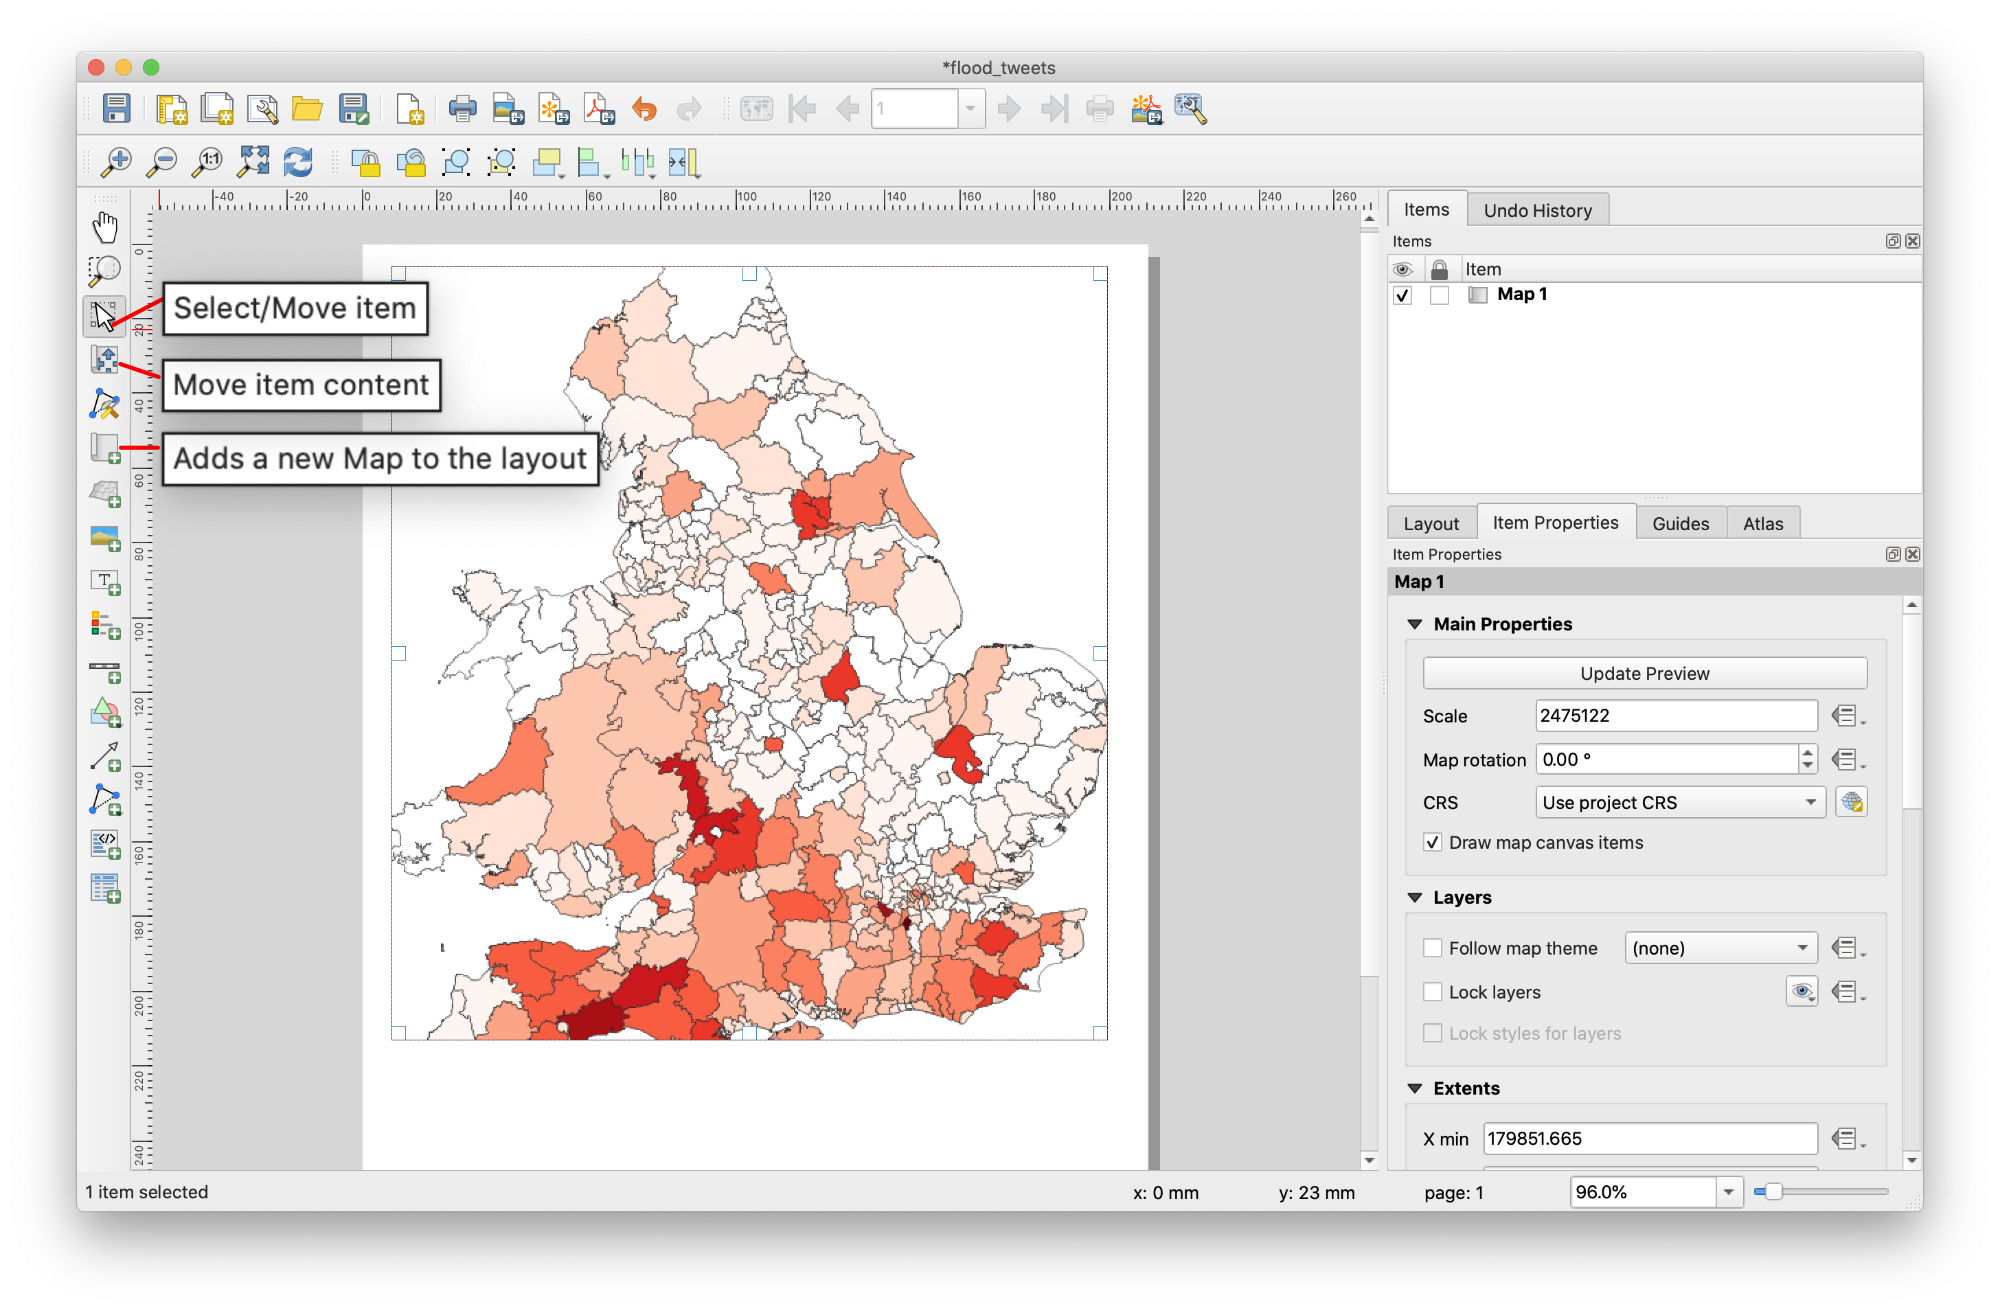 *flood_tweets
1
1:1
-40 -20 0 20 40 60 80 100 120 140 160 180 200 220 240 260
0
20
40
60
80
100
120
140
160
180
200
220
240
Select/Move item
Move item content
Adds a new Map to the layout
T
Items Undo History
Items
Item
Map 1
Layout Item Properties Guides Atlas
Item Properties
Map 1
Main Properties
Update Preview
Scale 2475122
Map rotation 0.00 °
CRS Use project CRS
Draw map canvas items
Layers
Follow map theme (none)
Lock layers
Lock styles for layers
Extents
X min 179851.665
1 item selected x: 0 mm y: 23 mm page: 1 96.0%